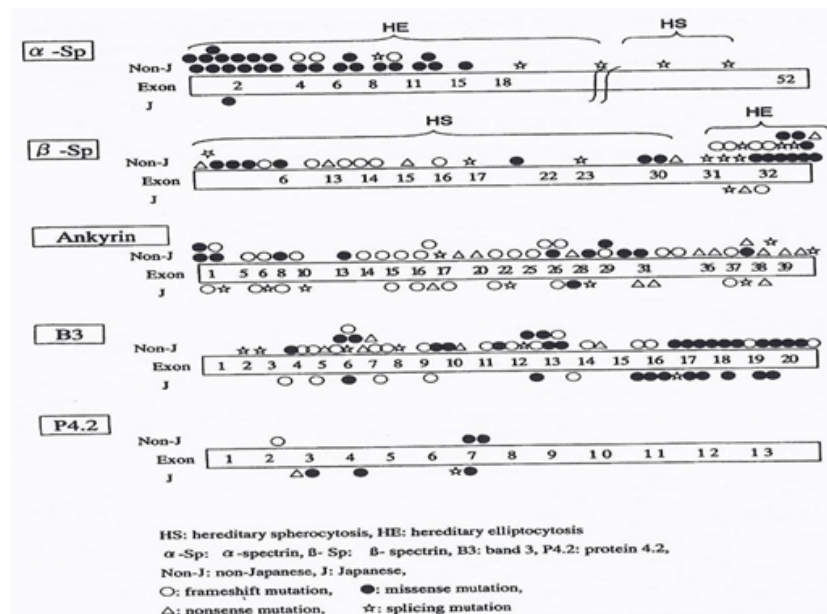 HE
HS
α -Sp
Non-J
Exon 2 4 6 8 11 15 18 52
J
HS
HE
β -Sp
Non-J
Exon 6 13 14 15 16 17 22 23 30 31 32
J
Ankyrin
Non-J
Exon 1 5 6 8 10 13 14 15 16 17 20 22 25 26 28 29 31 36 37 38 39
J
B3
Non-J
Exon 1 2 3 4 5 6 7 8 9 10 11 12 13 14 15 16 17 18 19 20
J
P4.2
Non-J
Exon 1 2 3 4 5 6 7 8 9 10 11 12 13
J
HS: hereditary spherocytosis, HE: hereditary elliptocytosis
α-Sp: α-spectrin, ß- Sp: ß- spectrin, B3: band 3, P4.2: protein 4.2,
Non-J: non-Japanese, J: Japanese,
○: frameshift mutation, ●: missense mutation,
△: nonsense mutation, ☆: splicing mutation